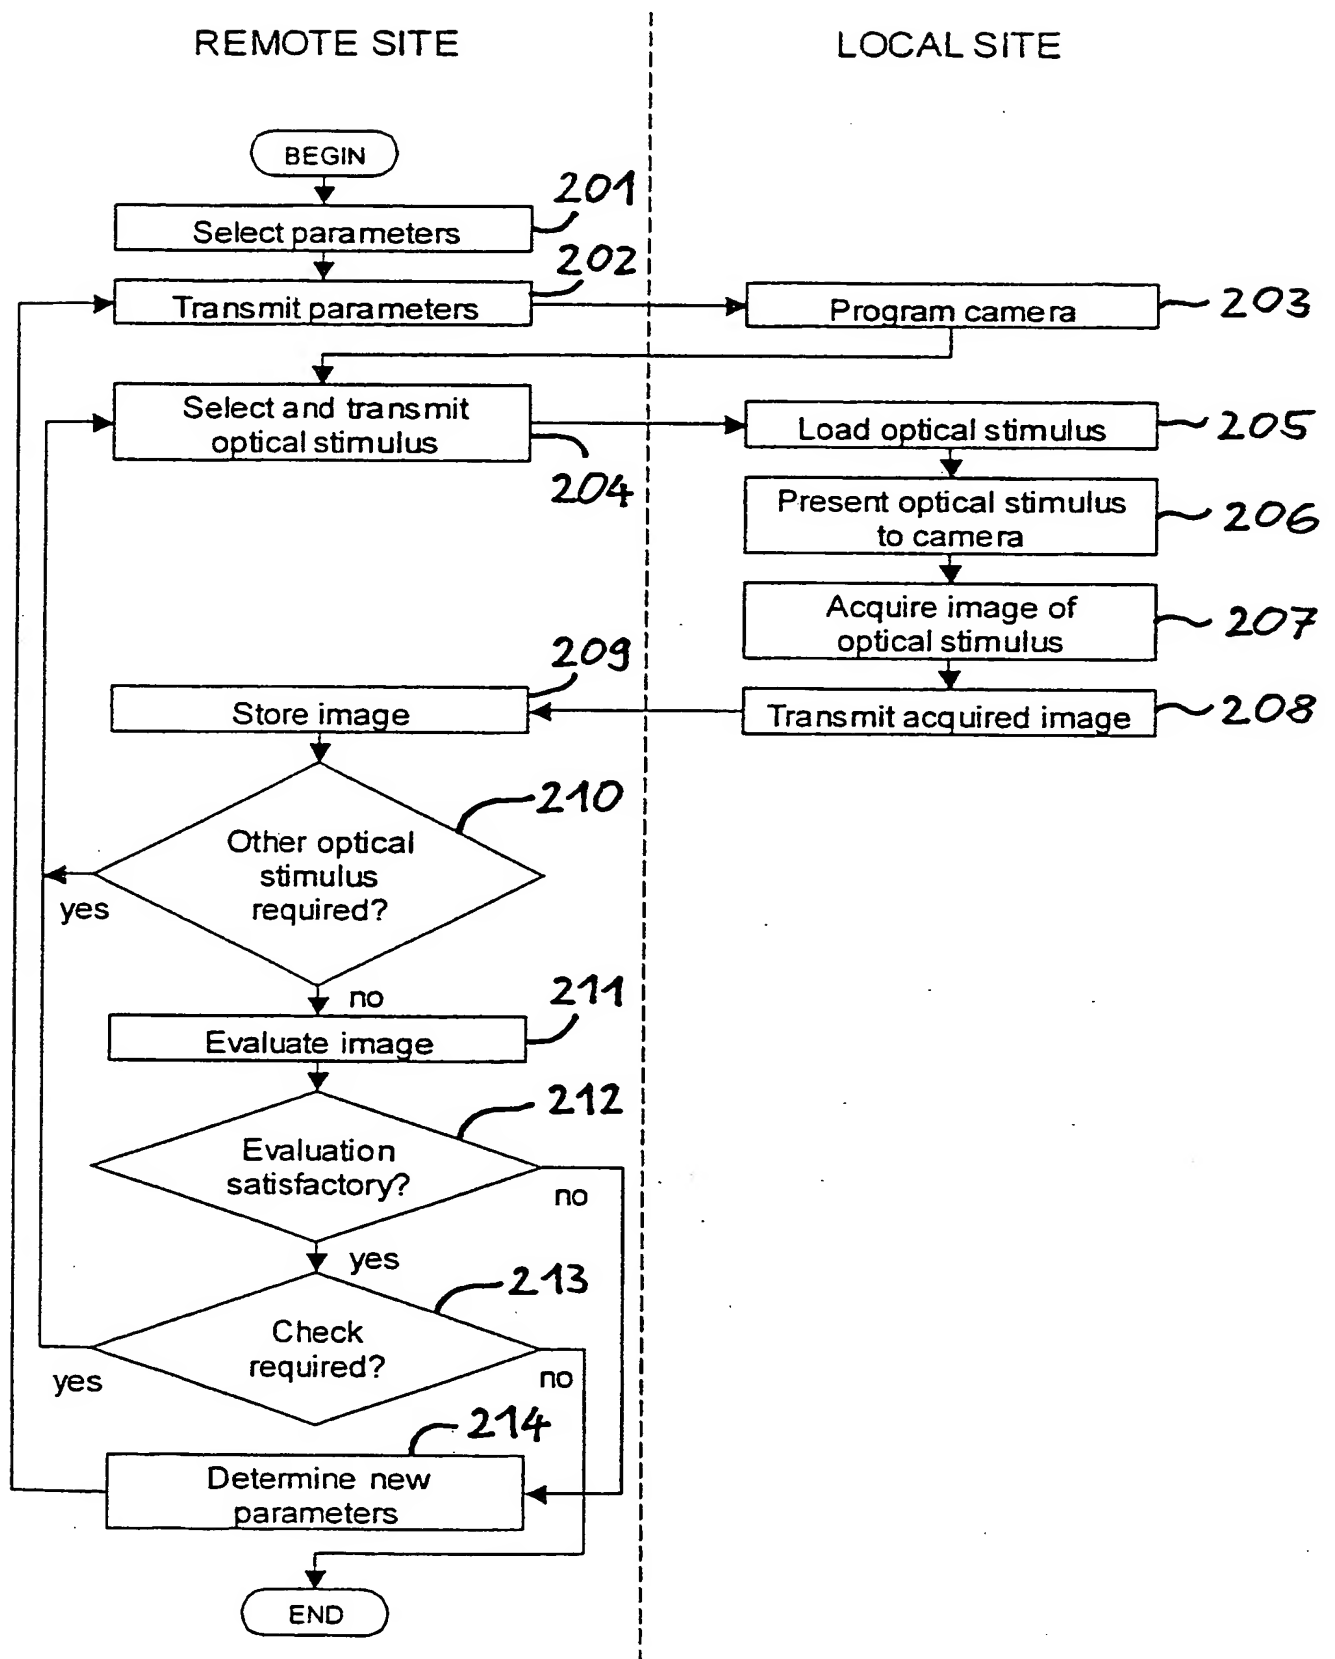 REMOTE SITE
LOCAL SITE
BEGIN
201
Select parameters
202
Transmit parameters
Program camera
203
Select and transmit
optical stimulus
204
Load optical stimulus
205
Present optical stimulus
to camera
206
Acquire image of
optical stimulus
207
209
Store image
Transmit acquired image
208
210
Other optical
stimulus
required?
yes
no
211
Evaluate image
212
Evaluation
satisfactory?
no
yes
213
Check
required?
yes
no
214
Determine new
parameters
END